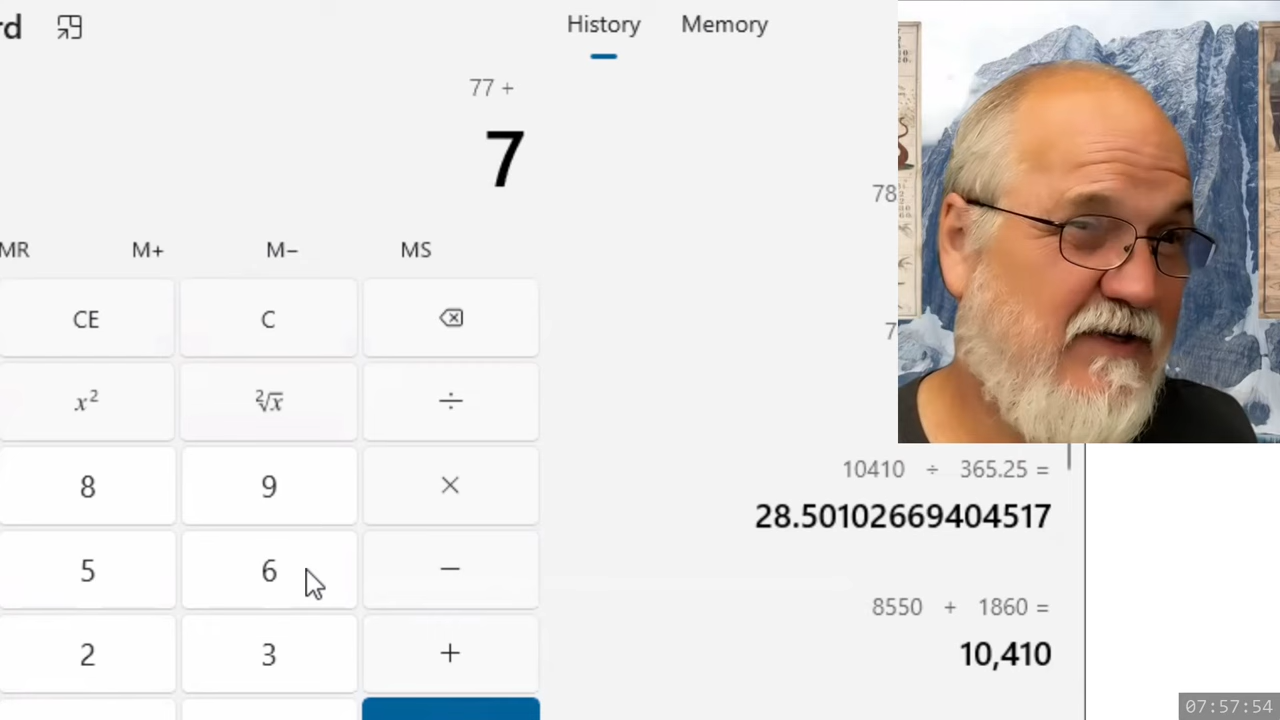 rd
History Memory
77 +
7
78
MR M+ M− MS
CE C
x² ²√x ÷
7
8 9 ×
10410 ÷ 365.25 =
28.50102669404517
5 6 −
8550 + 1860 =
10,410
2 3 +
07:57:54